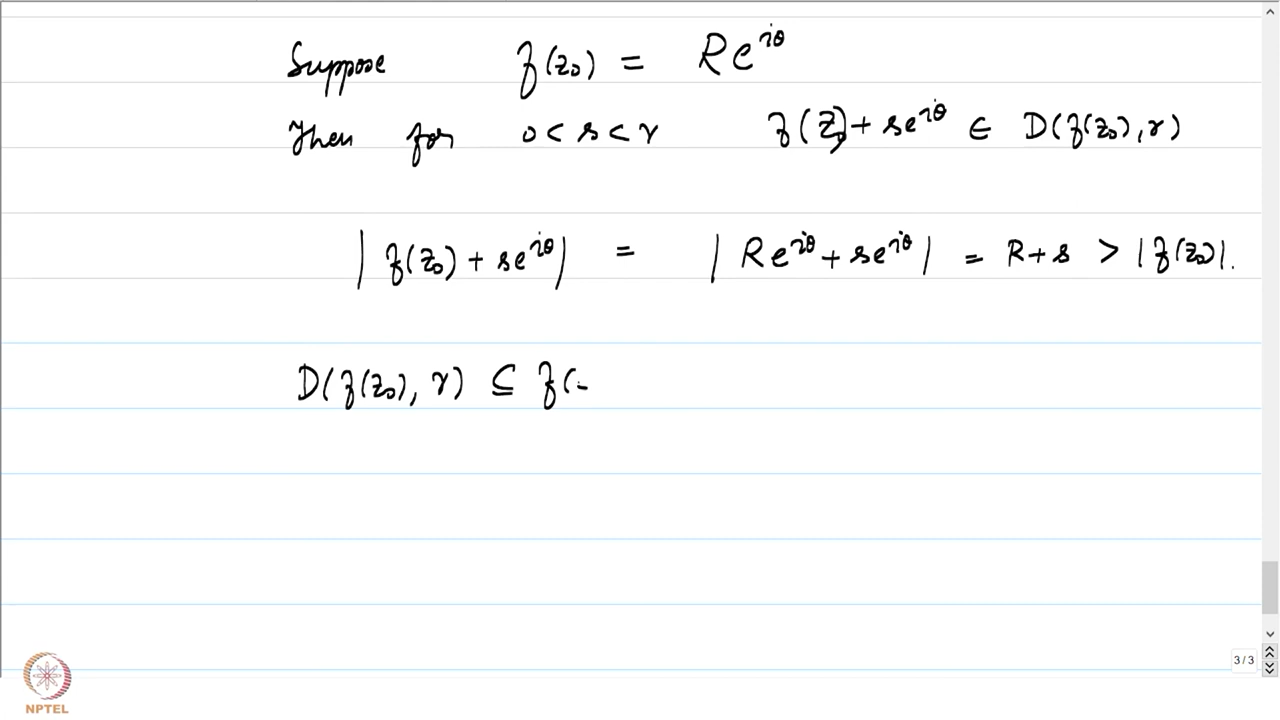 Suppose f(z₀) = Re^{iθ}
Then for 0 < s < r f(z₀) + se^{iθ} ∈ D(f(z₀), r)
|f(z₀) + se^{iθ}| = |Re^{iθ} + se^{iθ}| = R + s > |f(z₀)|.
D(f(z₀), r) ⊆ f(
3 / 3
NPTEL